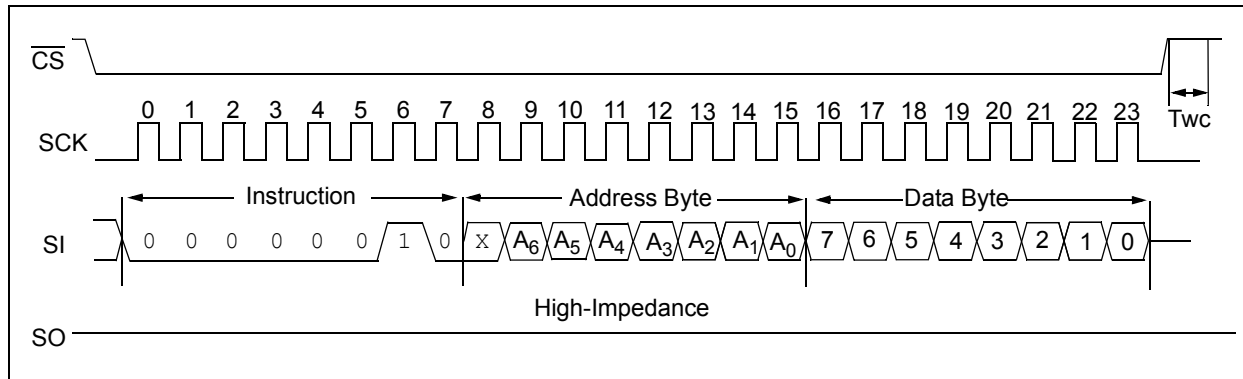 CS
0 1 2 3 4 5 6 7 8 9 10 11 12 13 14 15 16 17 18 19 20 21 22 23
Twc
SCK
Instruction Address Byte Data Byte
SI 0 0 0 0 0 0 1 0 X A6 A5 A4 A3 A2 A1 A0 7 6 5 4 3 2 1 0
High-Impedance
SO